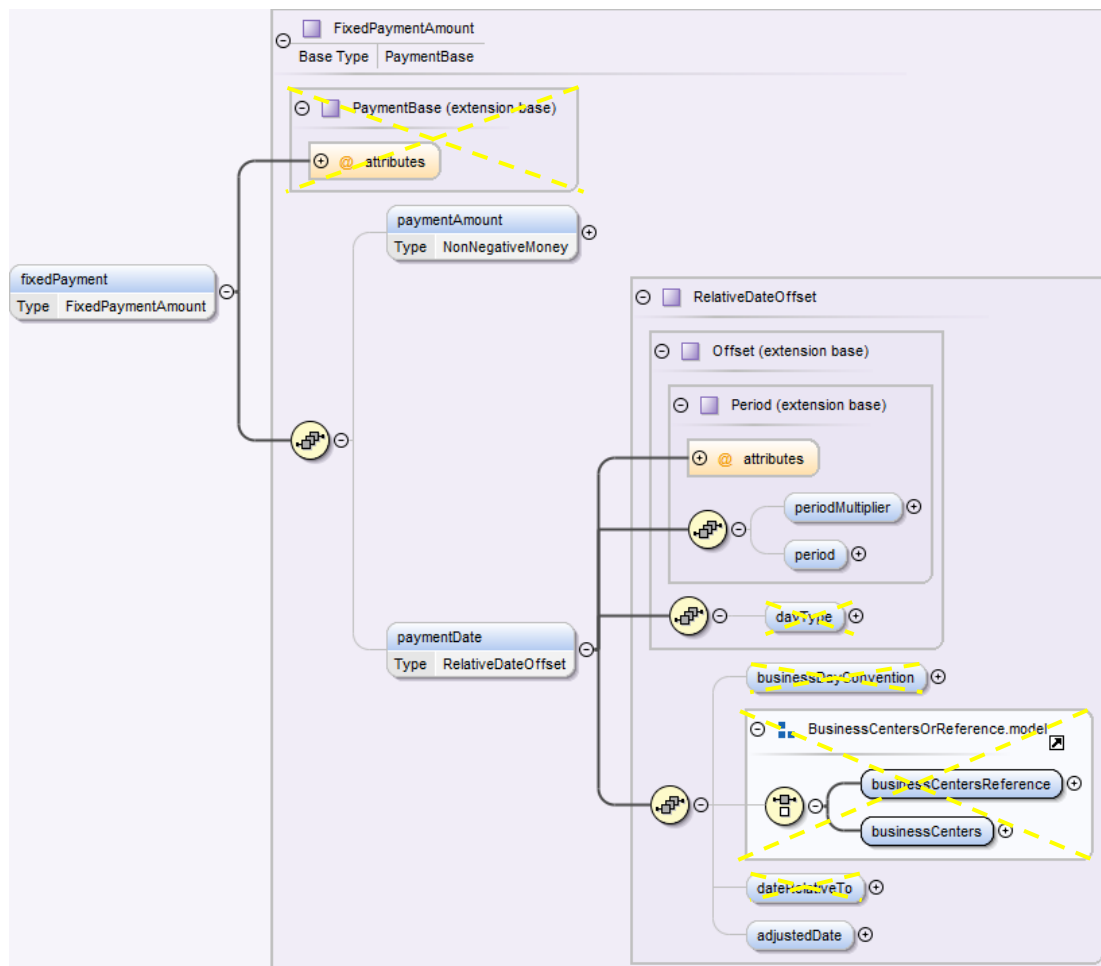 FixedPaymentAmount
Base Type PaymentBase
PaymentBase (extension base)
@ attributes
paymentAmount
Type NonNegativeMoney
fixedPayment
Type FixedPaymentAmount
RelativeDateOffset
Offset (extension base)
Period (extension base)
@ attributes
periodMultiplier
period
dayType
paymentDate
Type RelativeDateOffset
businessDayConvention
BusinessCentersOrReference.model
businessCentersReference
businessCenters
dateRelativeTo
adjustedDate